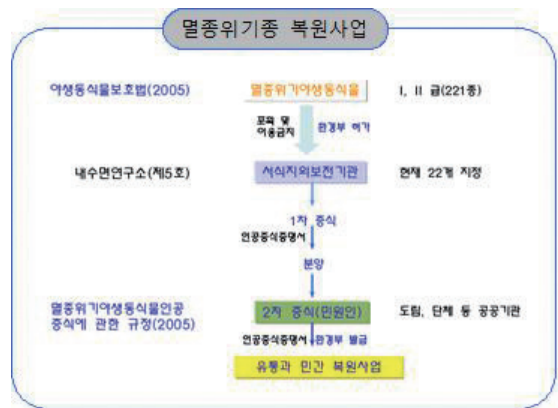 멸종위기종 복원사업
야생동식물보호법(2005)
멸종위기야생동식물
I, II 급(221종)
포획 및
이용금지
환경부 허가
내수면연구소(제5호)
서식지외보전기관
현재 22개 지정
1차 증식
인공증식증명서
분양
멸종위기야생동식물인공
증식에 관한 규정(2005)
2차 증식(민원인)
도립, 단체 등 공공기관
인공증식증명서
환경부 발급
유통과 민간 복원사업